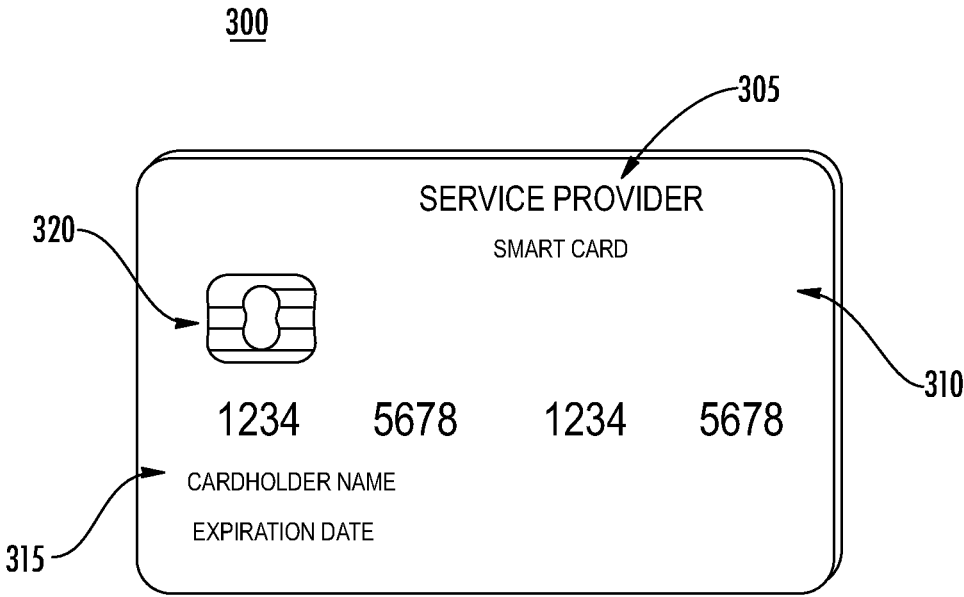 300
305
SERVICE PROVIDER
320
SMART CARD
310
1234 5678 1234 5678
CARDHOLDER NAME
315
EXPIRATION DATE